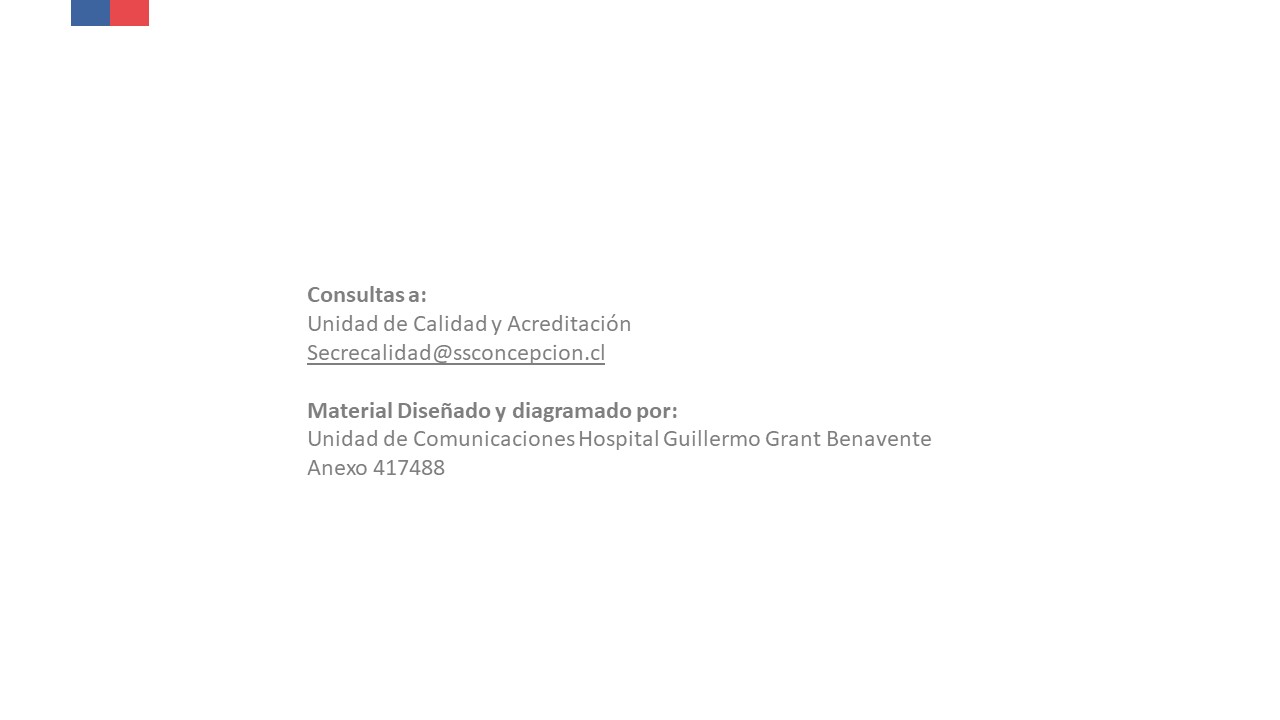 Consultas a:
Unidad de Calidad y Acreditación
Secrecalidad@ssconcepcion.cl
Material Diseñado y diagramado por:
Unidad de Comunicaciones Hospital Guillermo Grant Benavente
Anexo 417488